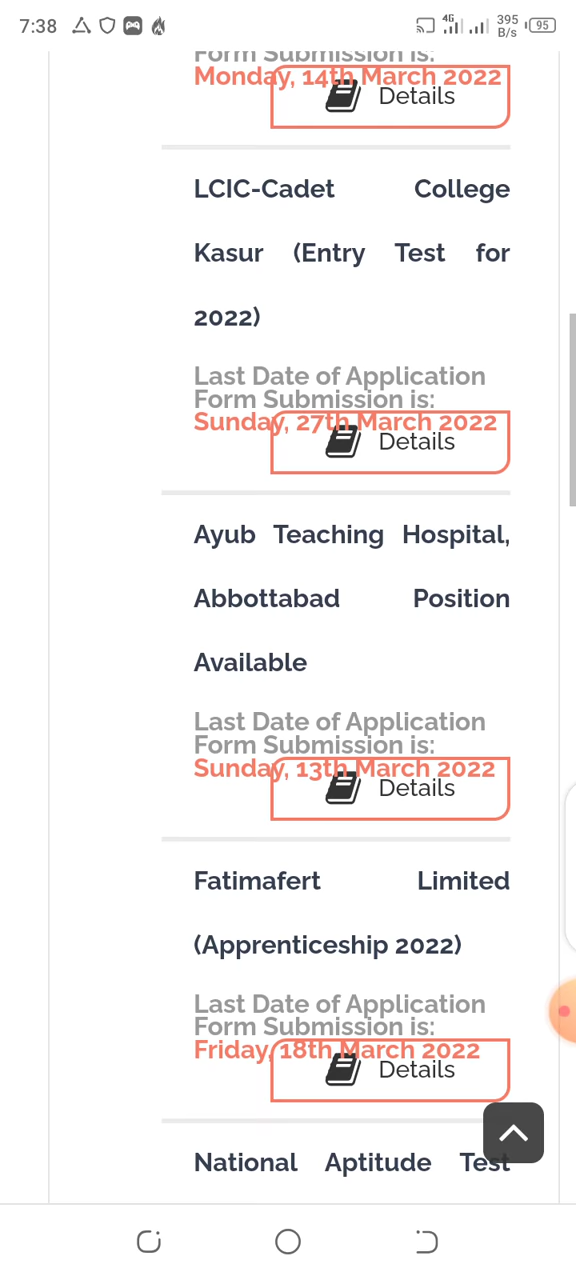 7:38 4G 395 B/s 95
Form Submission is:
Monday, 14th March 2022
Details
LCIC-Cadet College
Kasur (Entry Test for
2022)
Last Date of Application
Form Submission is:
Sunday, 27th March 2022
Details
Ayub Teaching Hospital,
Abbottabad Position
Available
Last Date of Application
Form Submission is:
Sunday, 13th March 2022
Details
Fatimafert Limited
(Apprenticeship 2022)
Last Date of Application
Form Submission is:
Friday, 18th March 2022
Details
National Aptitude Test